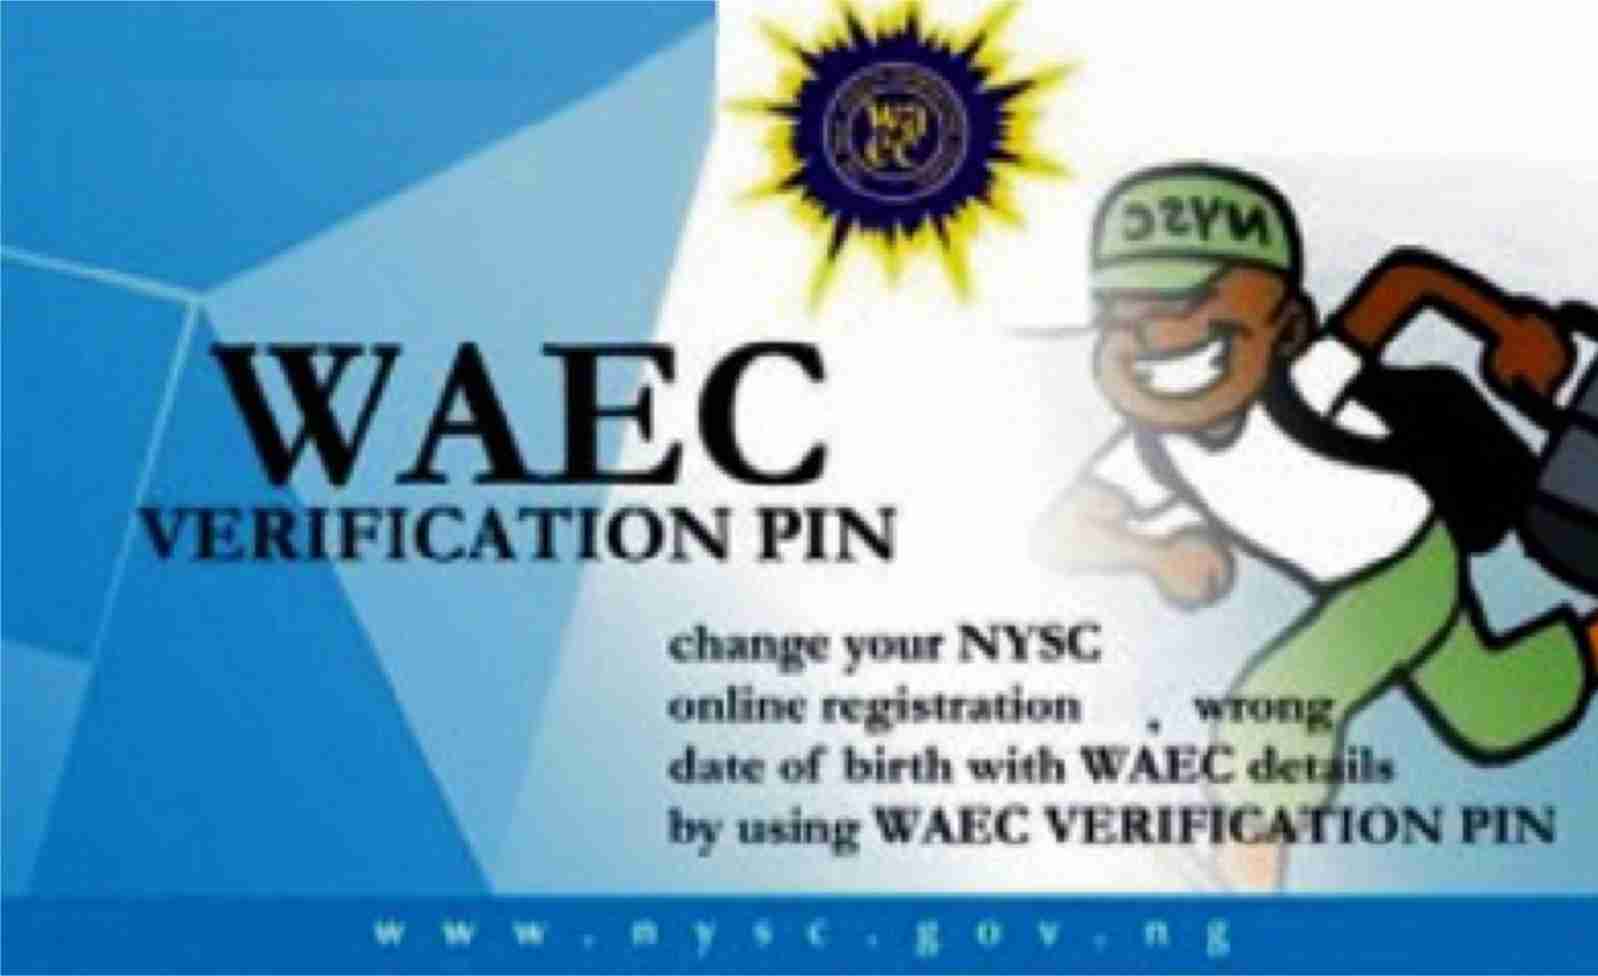 WAEC
NYSC
WAEC
VERIFICATION PIN
change your NYSC
online registration . wrong
date of birth with WAEC details
by using WAEC VERIFICATION PIN
www.nysc.gov.ng